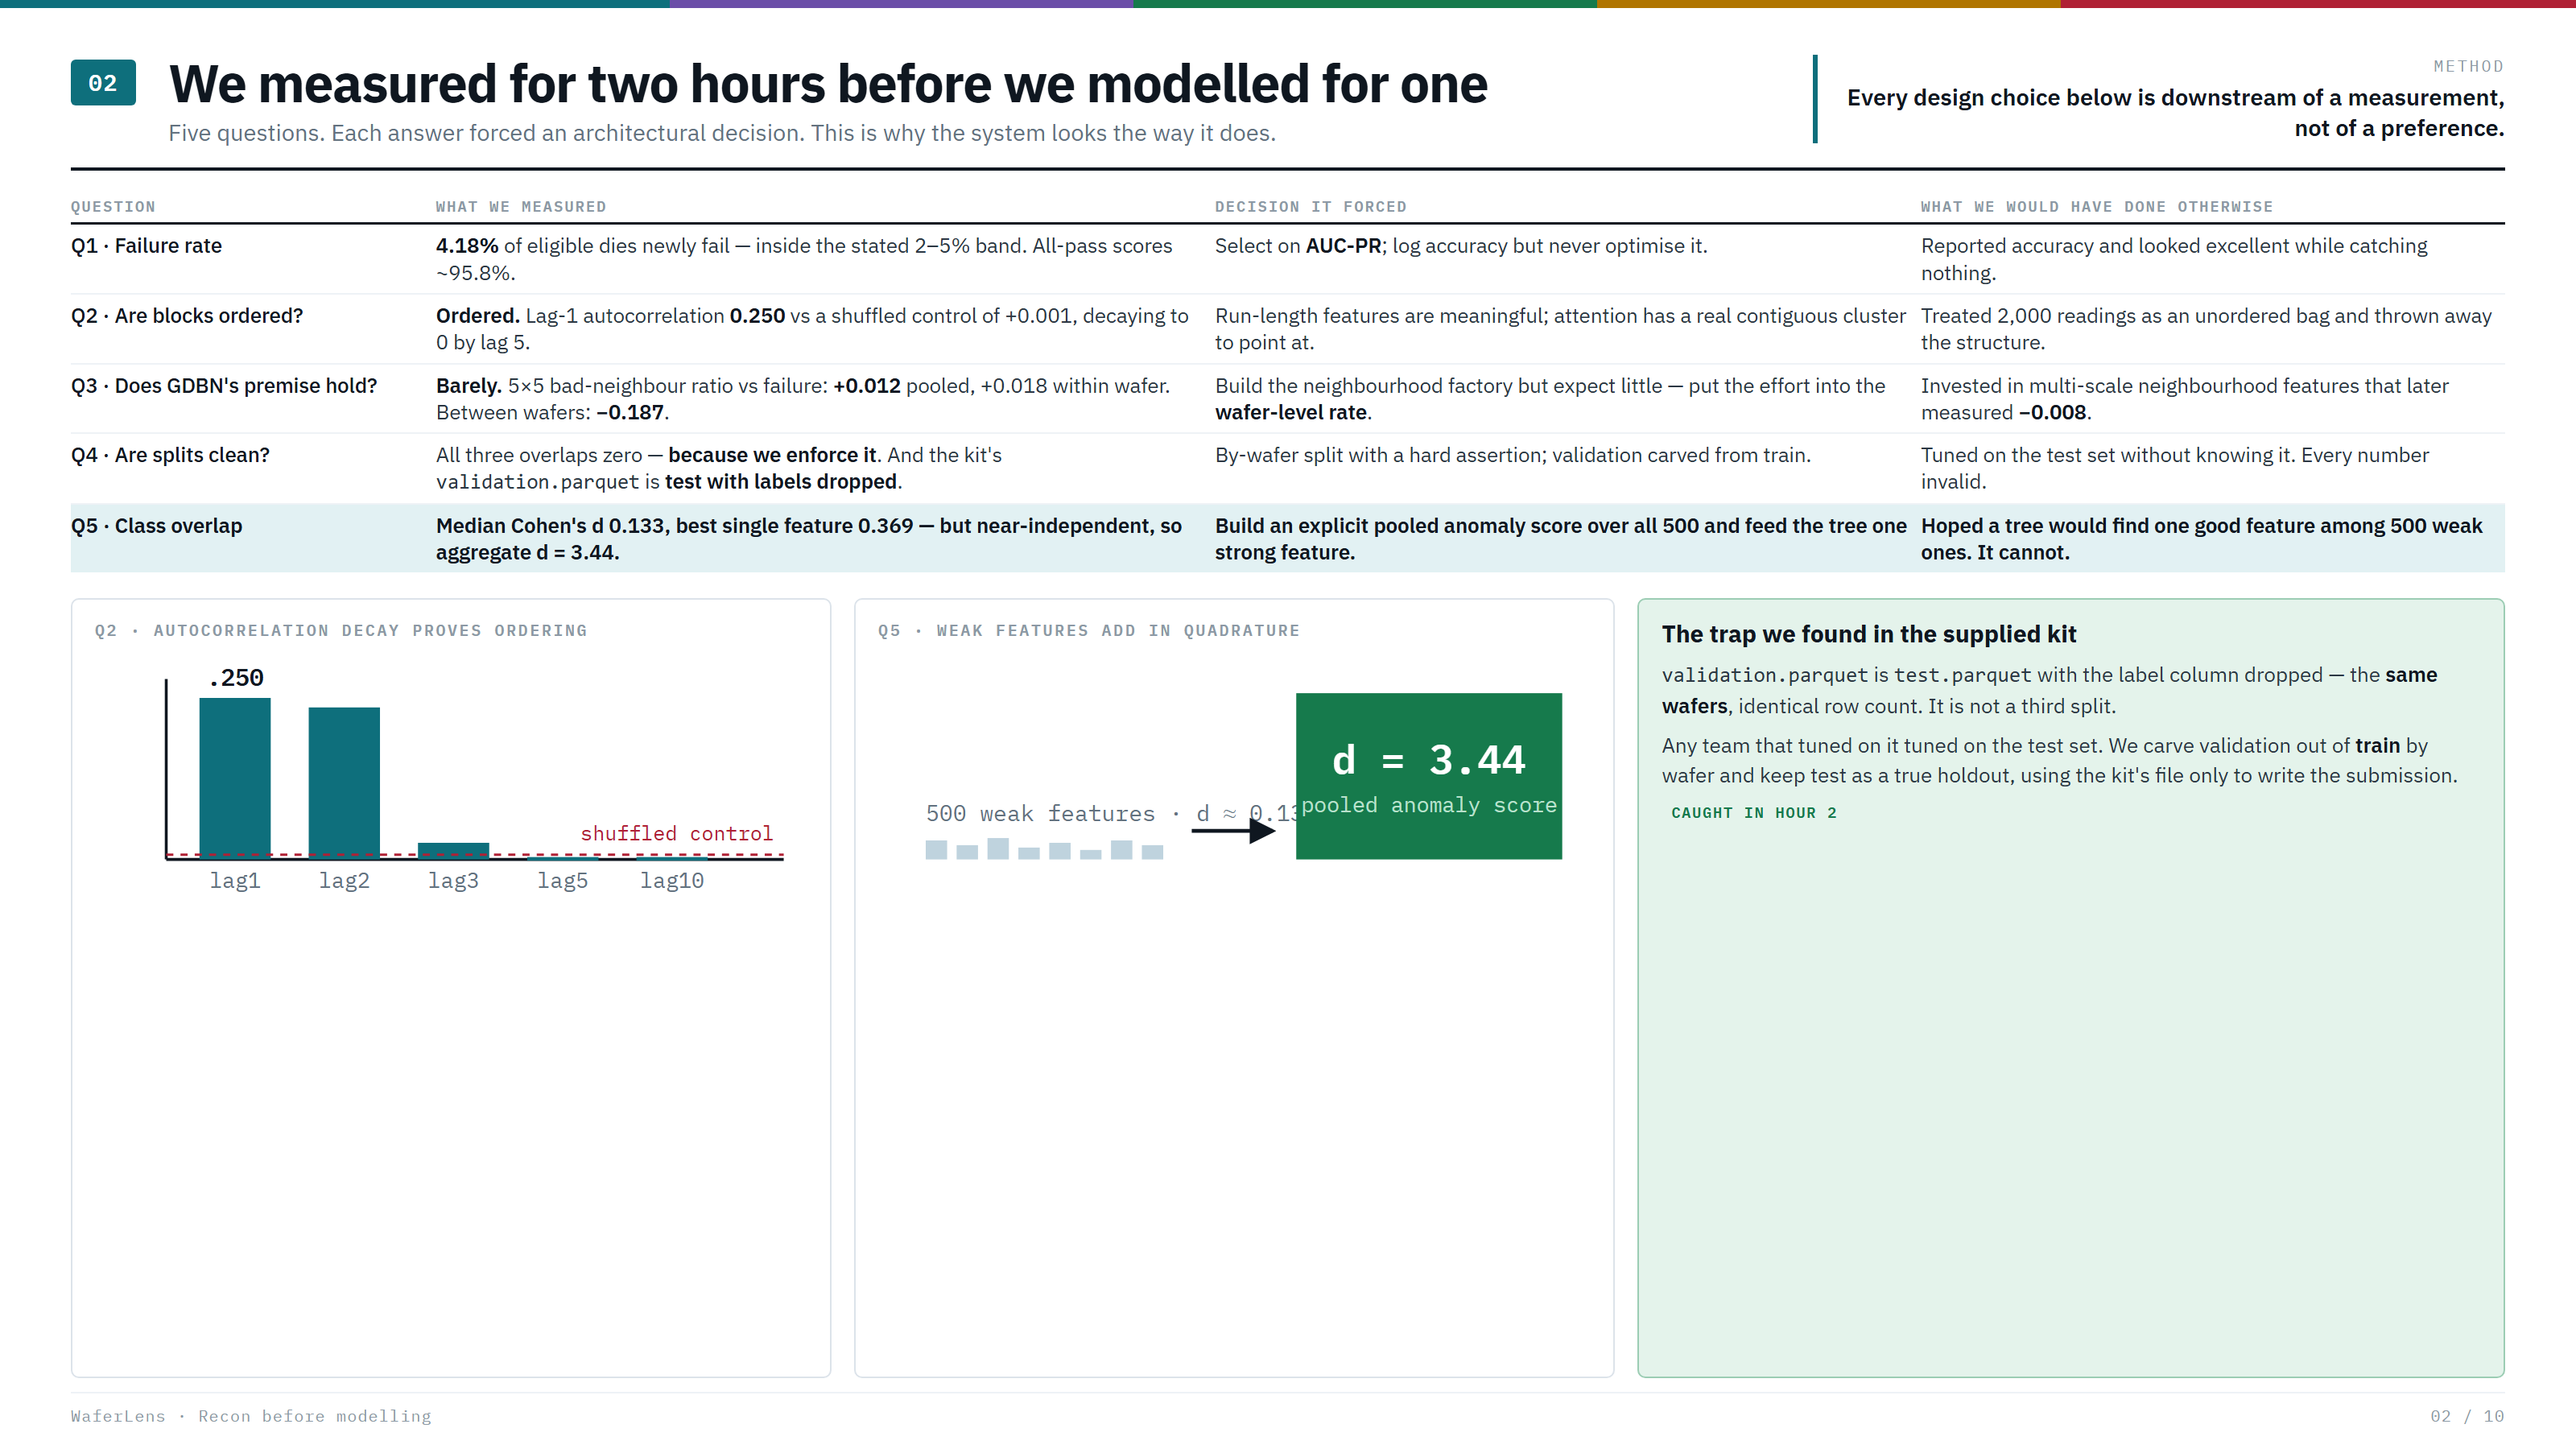 02
We measured for two hours before we modelled for one
Five questions. Each answer forced an architectural decision. This is why the system looks the way it does.
METHOD
Every design choice below is downstream of a measurement,
not of a preference.
QUESTION
WHAT WE MEASURED
DECISION IT FORCED
WHAT WE WOULD HAVE DONE OTHERWISE
Q1 · Failure rate
4.18% of eligible dies newly fail — inside the stated 2–5% band. All-pass scores
~95.8%.
Select on AUC-PR; log accuracy but never optimise it.
Reported accuracy and looked excellent while catching
nothing.
Q2 · Are blocks ordered?
Ordered. Lag-1 autocorrelation 0.250 vs a shuffled control of +0.001, decaying to
0 by lag 5.
Run-length features are meaningful; attention has a real contiguous cluster
to point at.
Treated 2,000 readings as an unordered bag and thrown away
the structure.
Q3 · Does GDBN's premise hold?
Barely. 5×5 bad-neighbour ratio vs failure: +0.012 pooled, +0.018 within wafer.
Between wafers: −0.187.
Build the neighbourhood factory but expect little — put the effort into the
wafer-level rate.
Invested in multi-scale neighbourhood features that later
measured −0.008.
Q4 · Are splits clean?
All three overlaps zero — because we enforce it. And the kit's
validation.parquet is test with labels dropped.
By-wafer split with a hard assertion; validation carved from train.
Tuned on the test set without knowing it. Every number
invalid.
Q5 · Class overlap
Median Cohen's d 0.133, best single feature 0.369 — but near-independent, so
aggregate d = 3.44.
Build an explicit pooled anomaly score over all 500 and feed the tree one
strong feature.
Hoped a tree would find one good feature among 500 weak
ones. It cannot.
Q2 · AUTOCORRELATION DECAY PROVES ORDERING
.250
shuffled control
lag1 lag2 lag3 lag5 lag10
Q5 · WEAK FEATURES ADD IN QUADRATURE
500 weak features · d ≈ 0.13
d = 3.44
pooled anomaly score
The trap we found in the supplied kit
validation.parquet is test.parquet with the label column dropped — the same
wafers, identical row count. It is not a third split.
Any team that tuned on it tuned on the test set. We carve validation out of train by
wafer and keep test as a true holdout, using the kit's file only to write the submission.
CAUGHT IN HOUR 2
WaferLens · Recon before modelling
02 / 10